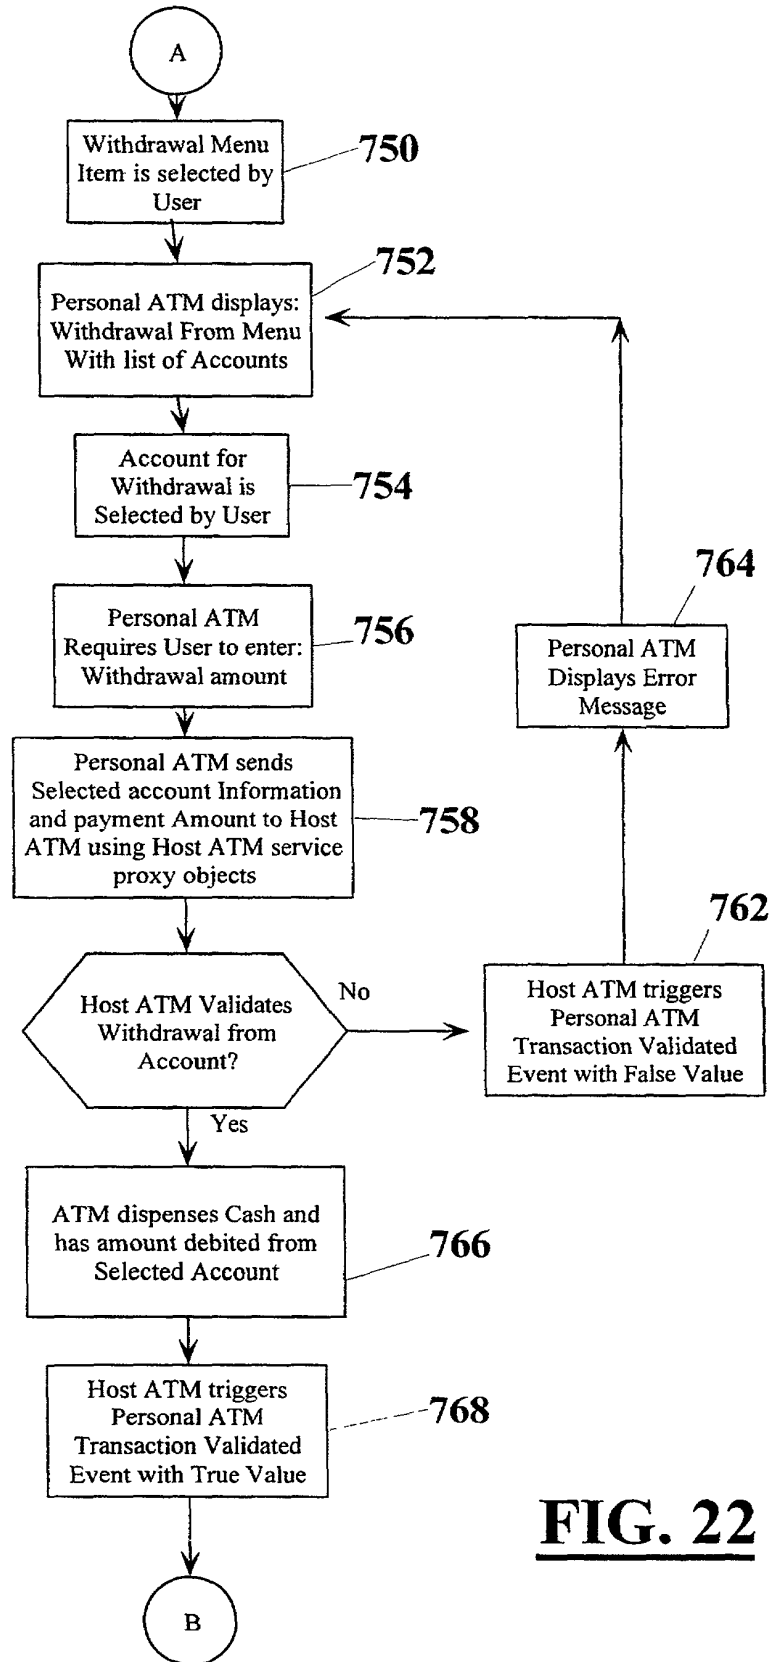 A
Withdrawal Menu
Item is selected by
User
750
752
Personal ATM displays:
Withdrawal From Menu
With list of Accounts
Account for
Withdrawal is
Selected by User
754
Personal ATM
Requires User to enter:
Withdrawal amount
756
764
Personal ATM
Displays Error
Message
Personal ATM sends
Selected account Information
and payment Amount to Host
ATM using Host ATM service
proxy objects
758
762
Host ATM Validates
Withdrawal from
Account?
No
Host ATM triggers
Personal ATM
Transaction Validated
Event with False Value
Yes
ATM dispenses Cash and
has amount debited from
Selected Account
766
Host ATM triggers
Personal ATM
Transaction Validated
Event with True Value
768
FIG. 22
B